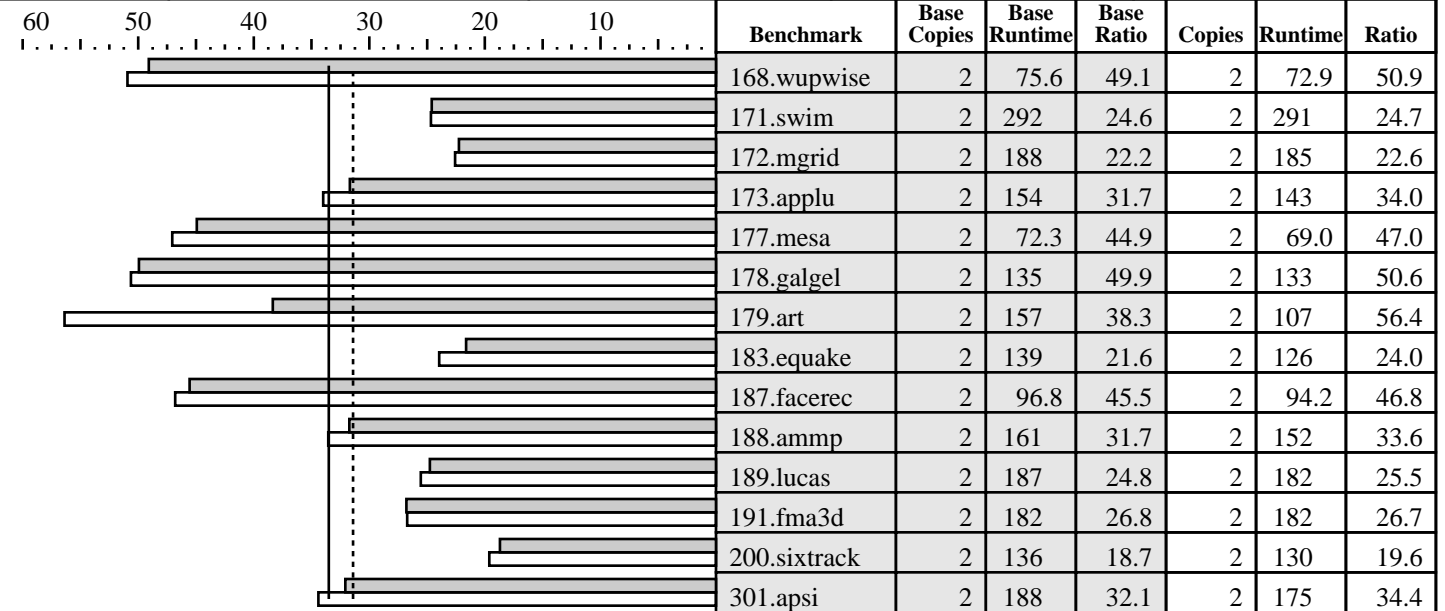 60 50 40 30 20 10
Benchmark Base Copies Base Runtime Base Ratio Copies Runtime Ratio
168.wupwise 2 75.6 49.1 2 72.9 50.9
171.swim 2 292 24.6 2 291 24.7
172.mgrid 2 188 22.2 2 185 22.6
173.applu 2 154 31.7 2 143 34.0
177.mesa 2 72.3 44.9 2 69.0 47.0
178.galgel 2 135 49.9 2 133 50.6
179.art 2 157 38.3 2 107 56.4
183.equake 2 139 21.6 2 126 24.0
187.facerec 2 96.8 45.5 2 94.2 46.8
188.ammp 2 161 31.7 2 152 33.6
189.lucas 2 187 24.8 2 182 25.5
191.fma3d 2 182 26.8 2 182 26.7
200.sixtrack 2 136 18.7 2 130 19.6
301.apsi 2 188 32.1 2 175 34.4